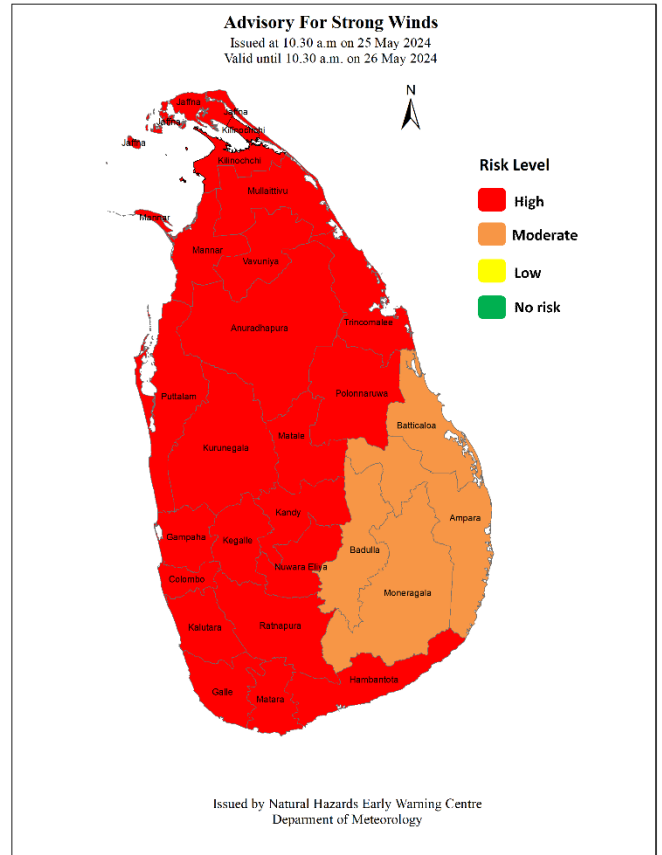 Advisory For Strong Winds
Issued at 10.30 a.m on 25 May 2024
Valid until 10.30 a.m. on 26 May 2024
N
Jaffna
Jaffna
Jaffna
Kilinochchi
Jaffna
Kilinochchi
Mullaithivu
Mannar
Mannar
Vavuniya
Anuradhapura
Trincomalee
Puttalam
Polonnaruwa
Batticaloa
Kurunegala
Matale
Kandy
Ampara
Gampaha
Kegalle
Badulla
Nuwara Eliya
Colombo
Moneragala
Kalutara
Ratnapura
Hambantota
Galle
Matara
Risk Level
High
Moderate
Low
No risk
Issued by Natural Hazards Early Warning Centre
Deparment of Meteorology